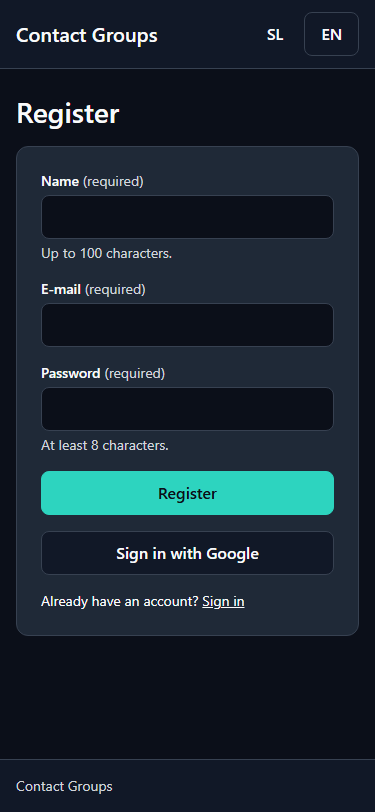 Contact Groups
SL
EN
Register
Name (required)
Up to 100 characters.
E-mail (required)
Password (required)
At least 8 characters.
Register
Sign in with Google
Already have an account? Sign in
Contact Groups